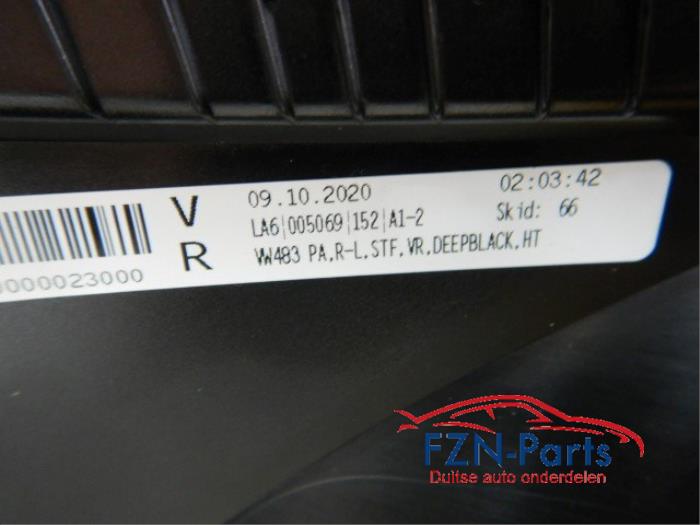 V 09.10.2020 02:03:42
LA6|005069|152|A1-2 Skid: 66
R VW483 PA,R-L,STF,VR,DEEPBLACK,HT
0000023000
FZN-Parts
Duitse auto onderdelen